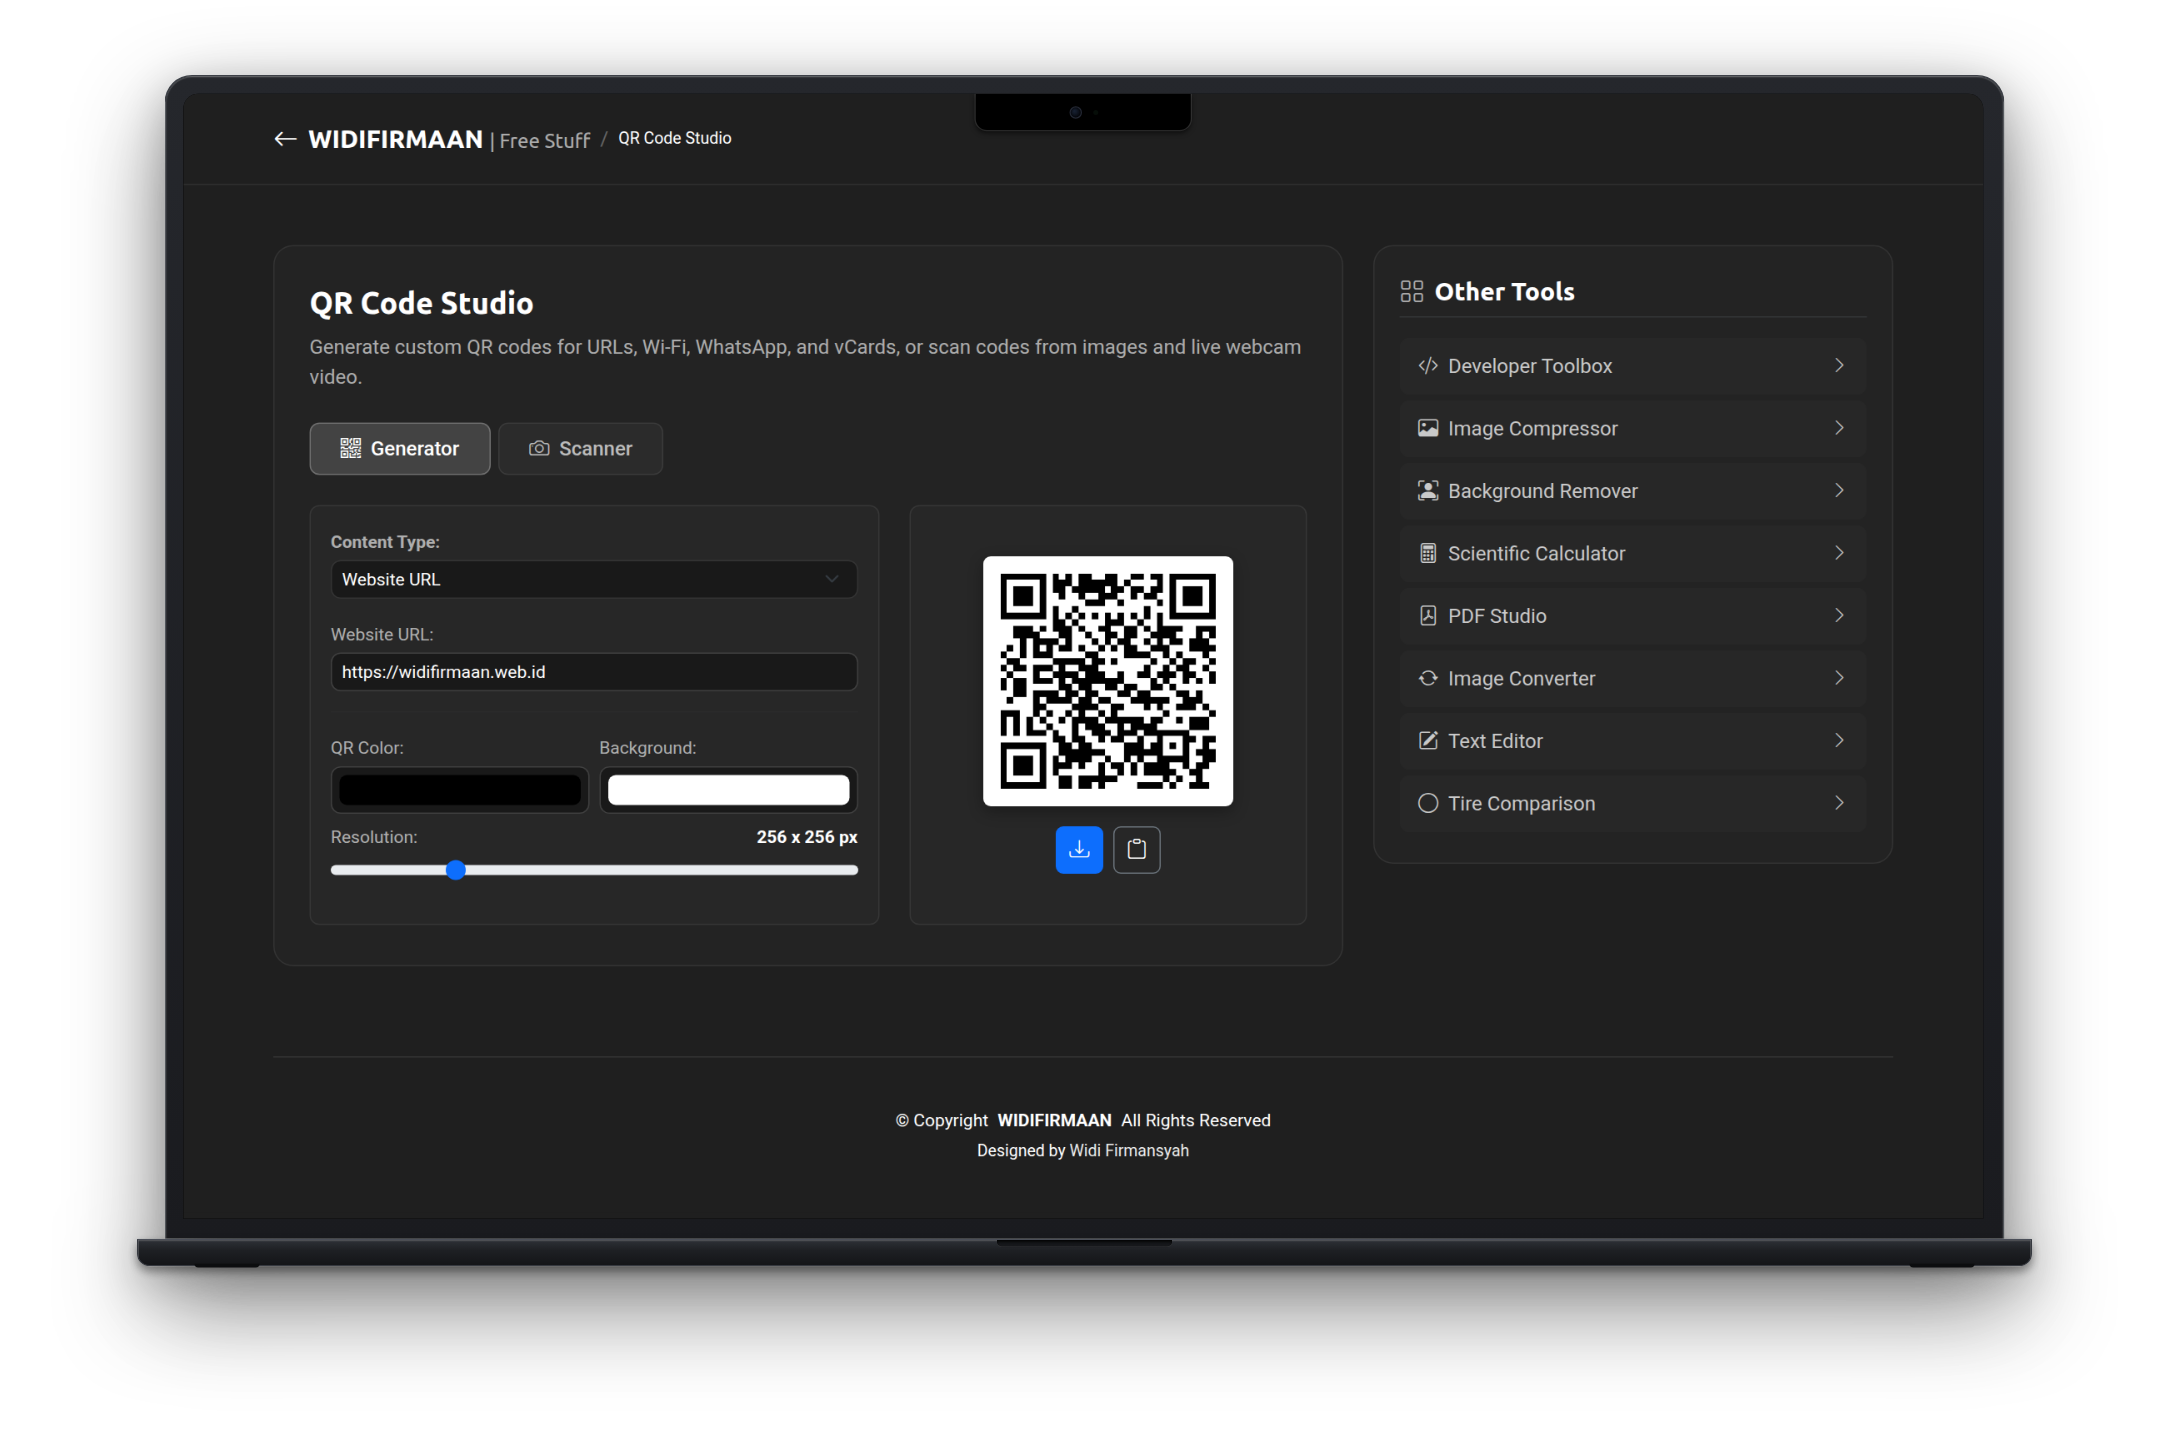 WIDIFIRMAAN | Free Stuff / QR Code Studio
QR Code Studio
Generate custom QR codes for URLs, Wi-Fi, WhatsApp, and vCards, or scan codes from images and live webcam
video.
Generator
Scanner
Content Type:
Website URL
Website URL:
https://widifirmaan.web.id
QR Color:
Background:
Resolution:
256 x 256 px
Other Tools
Developer Toolbox
Image Compressor
Background Remover
Scientific Calculator
PDF Studio
Image Converter
Text Editor
Tire Comparison
© Copyright WIDIFIRMAAN All Rights Reserved
Designed by Widi Firmansyah